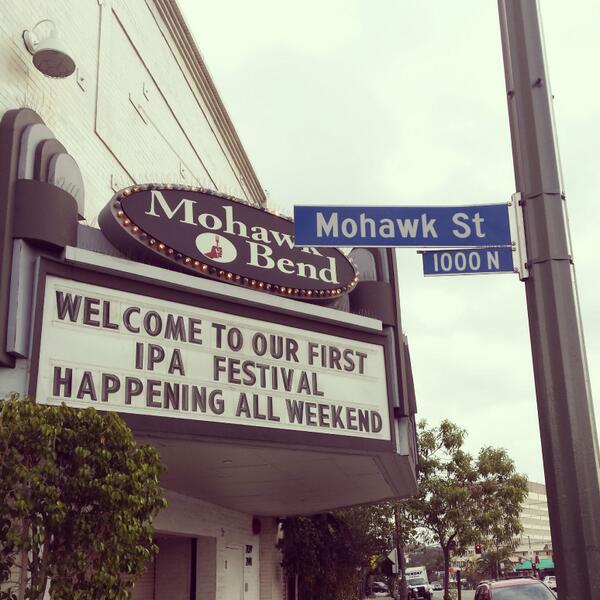 Mohawk
Bend
Mohawk St
1000 N
WELCOME TO OUR FIRST
IPA FESTIVAL
HAPPENING ALL WEEKEND